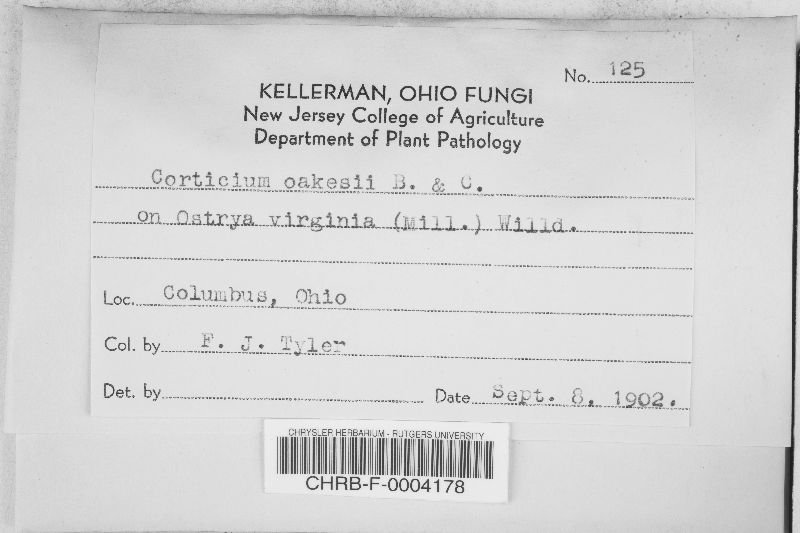 No. 125
KELLERMAN, OHIO FUNGI
New Jersey College of Agriculture
Department of Plant Pathology
Corticium oakesii B. & C.
on Ostrya virginia (Mill.) Willd.
Loc. Columbus, Ohio
Col. by F. J. Tyler
Det. by
Date Sept. 8, 1902.
CHRYSLER HERBARIUM - RUTGERS UNIVERSITY
CHRB-F-0004178